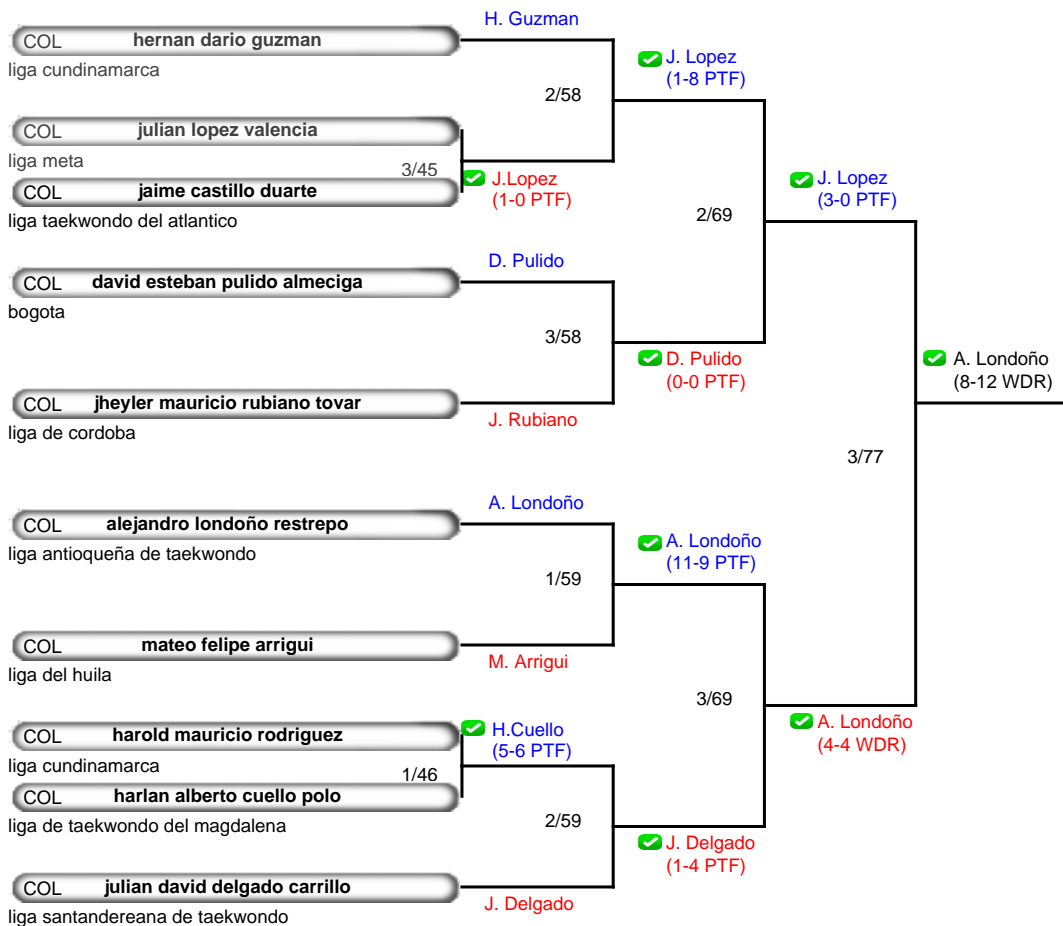 H. Guzman
COL hernan dario guzman
liga cundinamarca
J. Lopez
(1-8 PTF)
2/58
COL julian lopez valencia
liga meta
3/45
J.Lopez
(1-0 PTF)
COL jaime castillo duarte
liga taekwondo del atlantico
J. Lopez
(3-0 PTF)
2/69
D. Pulido
COL david esteban pulido almeciga
bogota
3/58
D. Pulido
(0-0 PTF)
A. Londoño
(8-12 WDR)
COL jheyler mauricio rubiano tovar
J. Rubiano
liga de cordoba
3/77
A. Londoño
COL alejandro londoño restrepo
liga antioqueña de taekwondo
A. Londoño
(11-9 PTF)
1/59
COL mateo felipe arrigui
M. Arrigui
liga del huila
3/69
A. Londoño
(4-4 WDR)
COL harold mauricio rodriguez
H.Cuello
(5-6 PTF)
liga cundinamarca
1/46
COL harlan alberto cuello polo
liga de taekwondo del magdalena
2/59
J. Delgado
(1-4 PTF)
COL julian david delgado carrillo
J. Delgado
liga santandereana de taekwondo